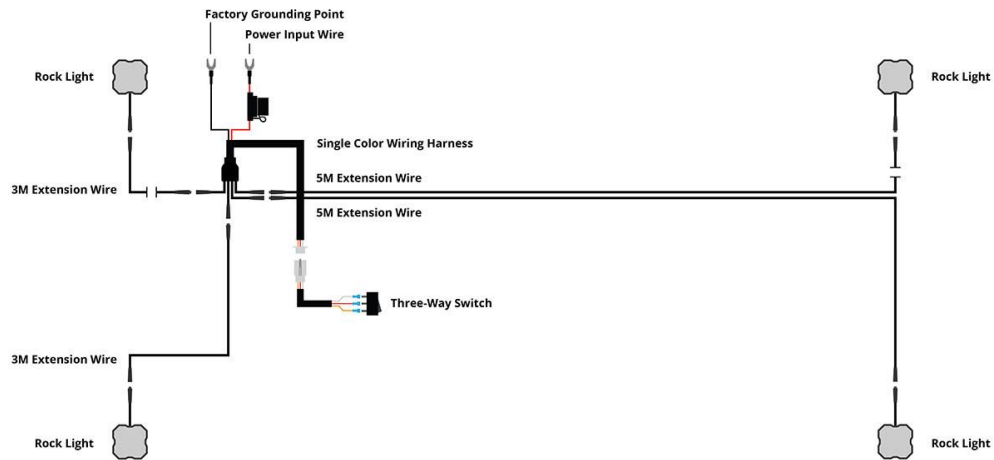 Factory Grounding Point
Power Input Wire
Rock Light
Rock Light
Single Color Wiring Harness
5M Extension Wire
3M Extension Wire
5M Extension Wire
Three-Way Switch
3M Extension Wire
Rock Light
Rock Light